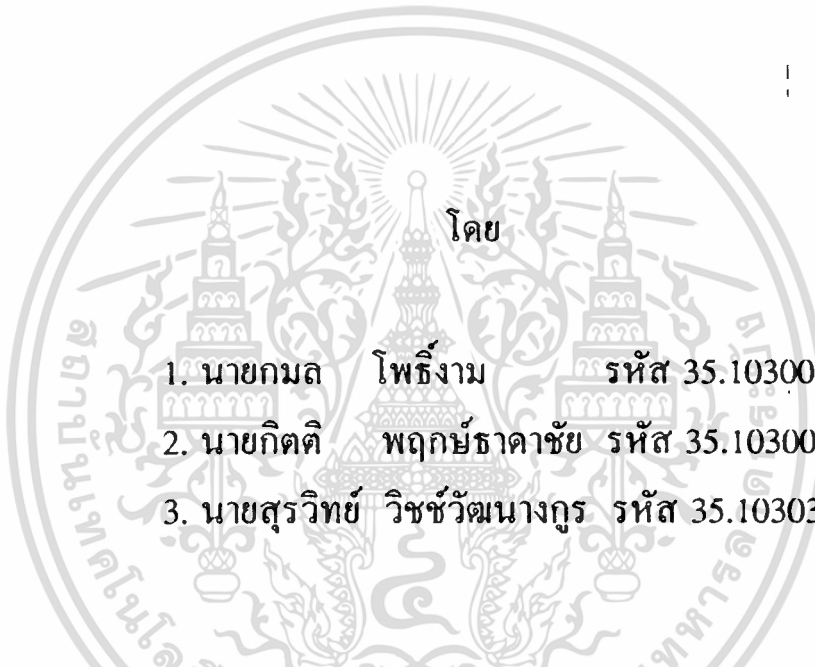 โดย
1. นายกมล โพธิ์งาม รหัส 35.10300
2. นายกิตติ พฤกษ์ธาดาชัย รหัส 35.10300
3. นายสุรวิทย์ วิชช์วัฒนางกูร รหัส 35.10303